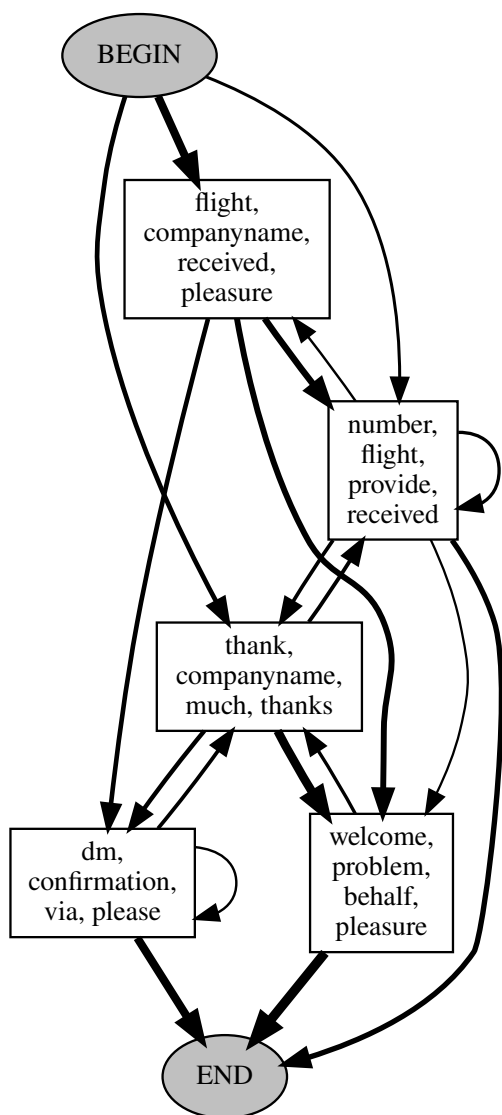 BEGIN
flight,
companyname,
received,
pleasure
number,
flight,
provide,
received
thank,
companyname,
much, thanks
dm,
confirmation,
via, please
welcome,
problem,
behalf,
pleasure
END